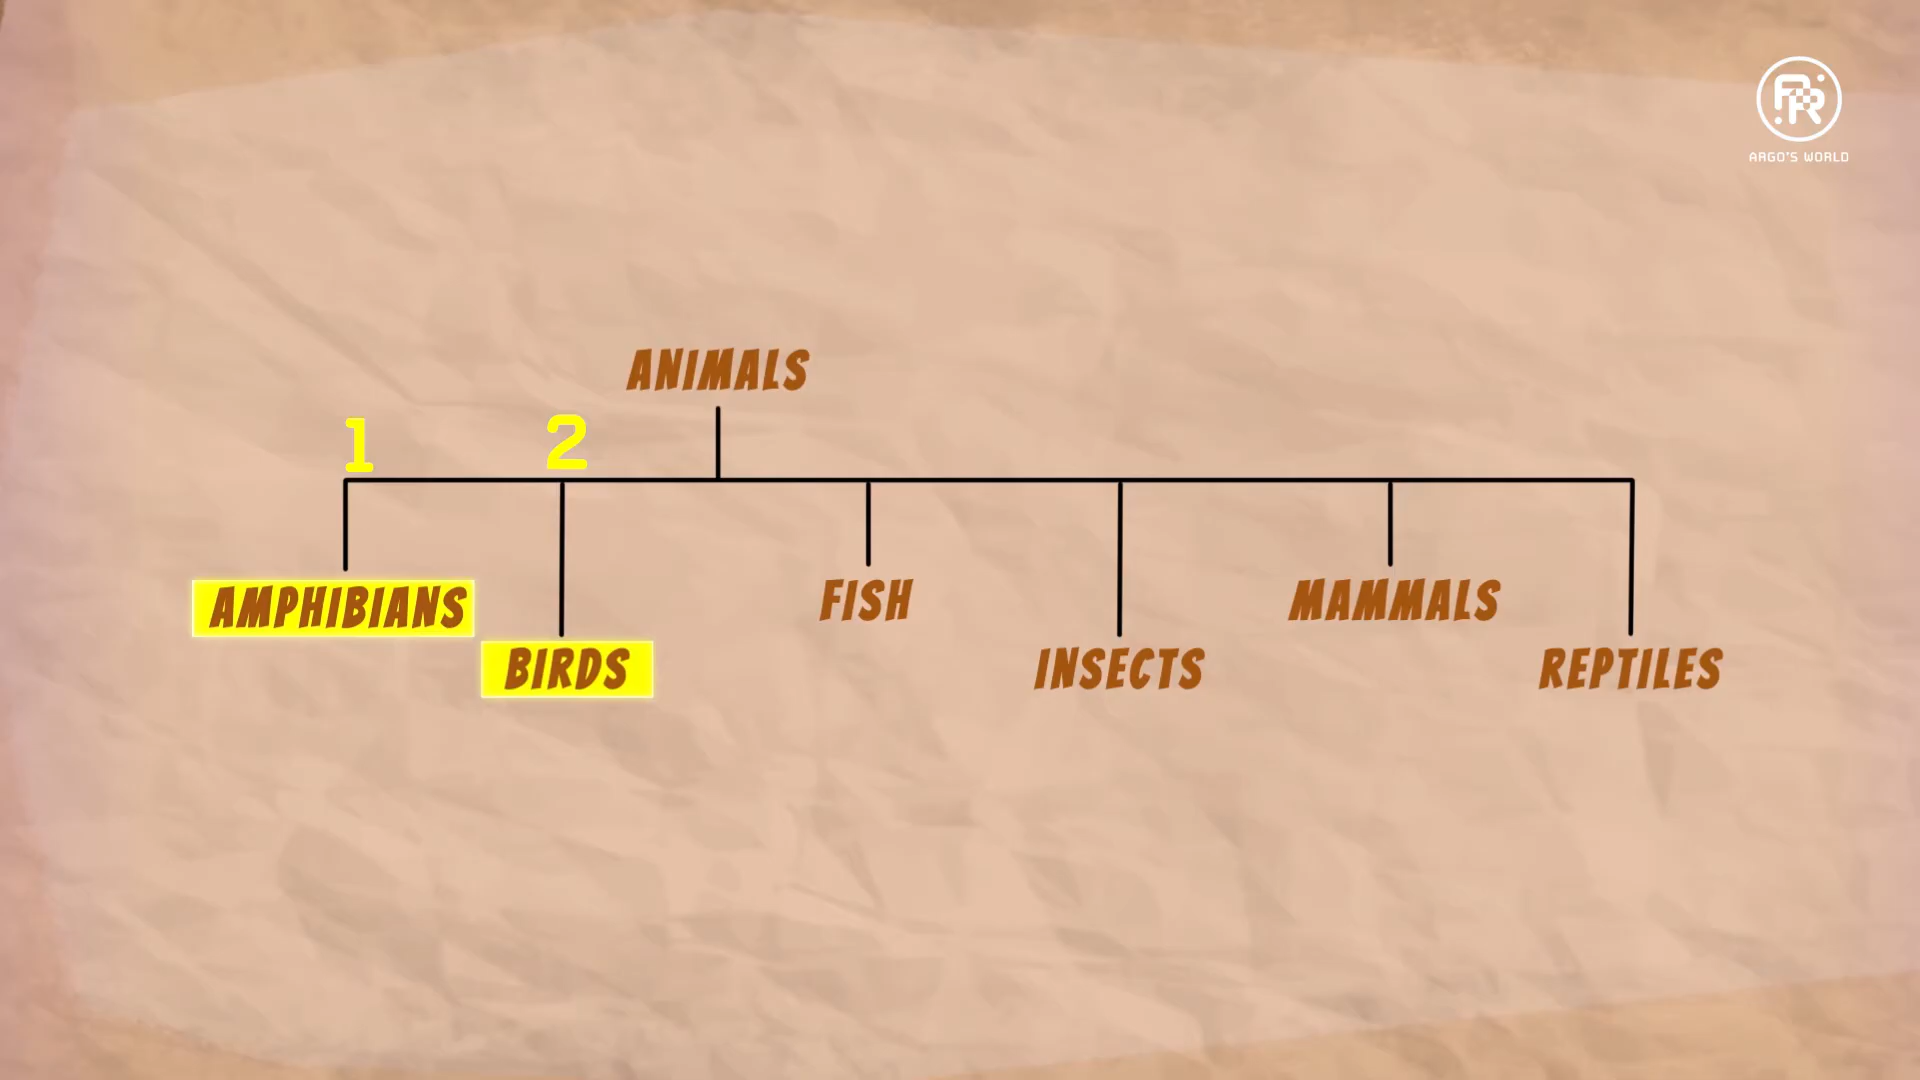 ARGO'S WORLD
ANIMALS
1
2
AMPHIBIANS
BIRDS
FISH
INSECTS
MAMMALS
REPTILES